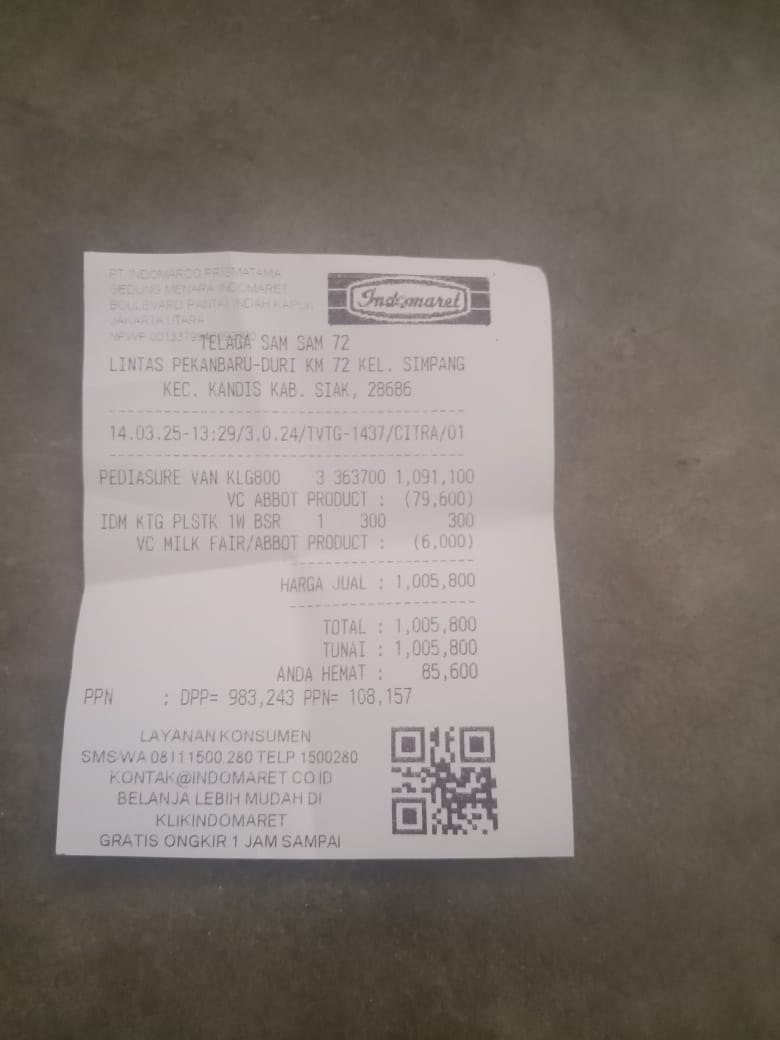 PT INDOMARCO PRISMATAMA
GEDUNG MENARA INDOMARET
BOULEVARD PANTAI INDAH KAPUK
JAKARTA UTARA
NPWP
Indomaret
TELAGA SAM SAM 72
LINTAS PEKANBARU-DURI KM 72 KEL. SIMPANG
KEC. KANDIS KAB. SIAK, 28686
14.03.25-13:29/3.0.24/TVTG-1437/CITRA/01
PEDIASURE VAN KLG800 3 363700 1,091,100
VC ABBOT PRODUCT : (79,600)
IDM KTG PLSTK 1W BSR 1 300 300
VC MILK FAIR/ABBOT PRODUCT : (6,000)
HARGA JUAL : 1,005,800
TOTAL : 1,005,800
TUNAI : 1,005,800
ANDA HEMAT : 85,600
PPN : DPP= 983,243 PPN= 108,157
LAYANAN KONSUMEN
SMS/WA 08111500 280 TELP 1500280
KONTAK@INDOMARET.CO.ID
BELANJA LEBIH MUDAH DI
KLIKINDOMARET
GRATIS ONGKIR 1 JAM SAMPAI